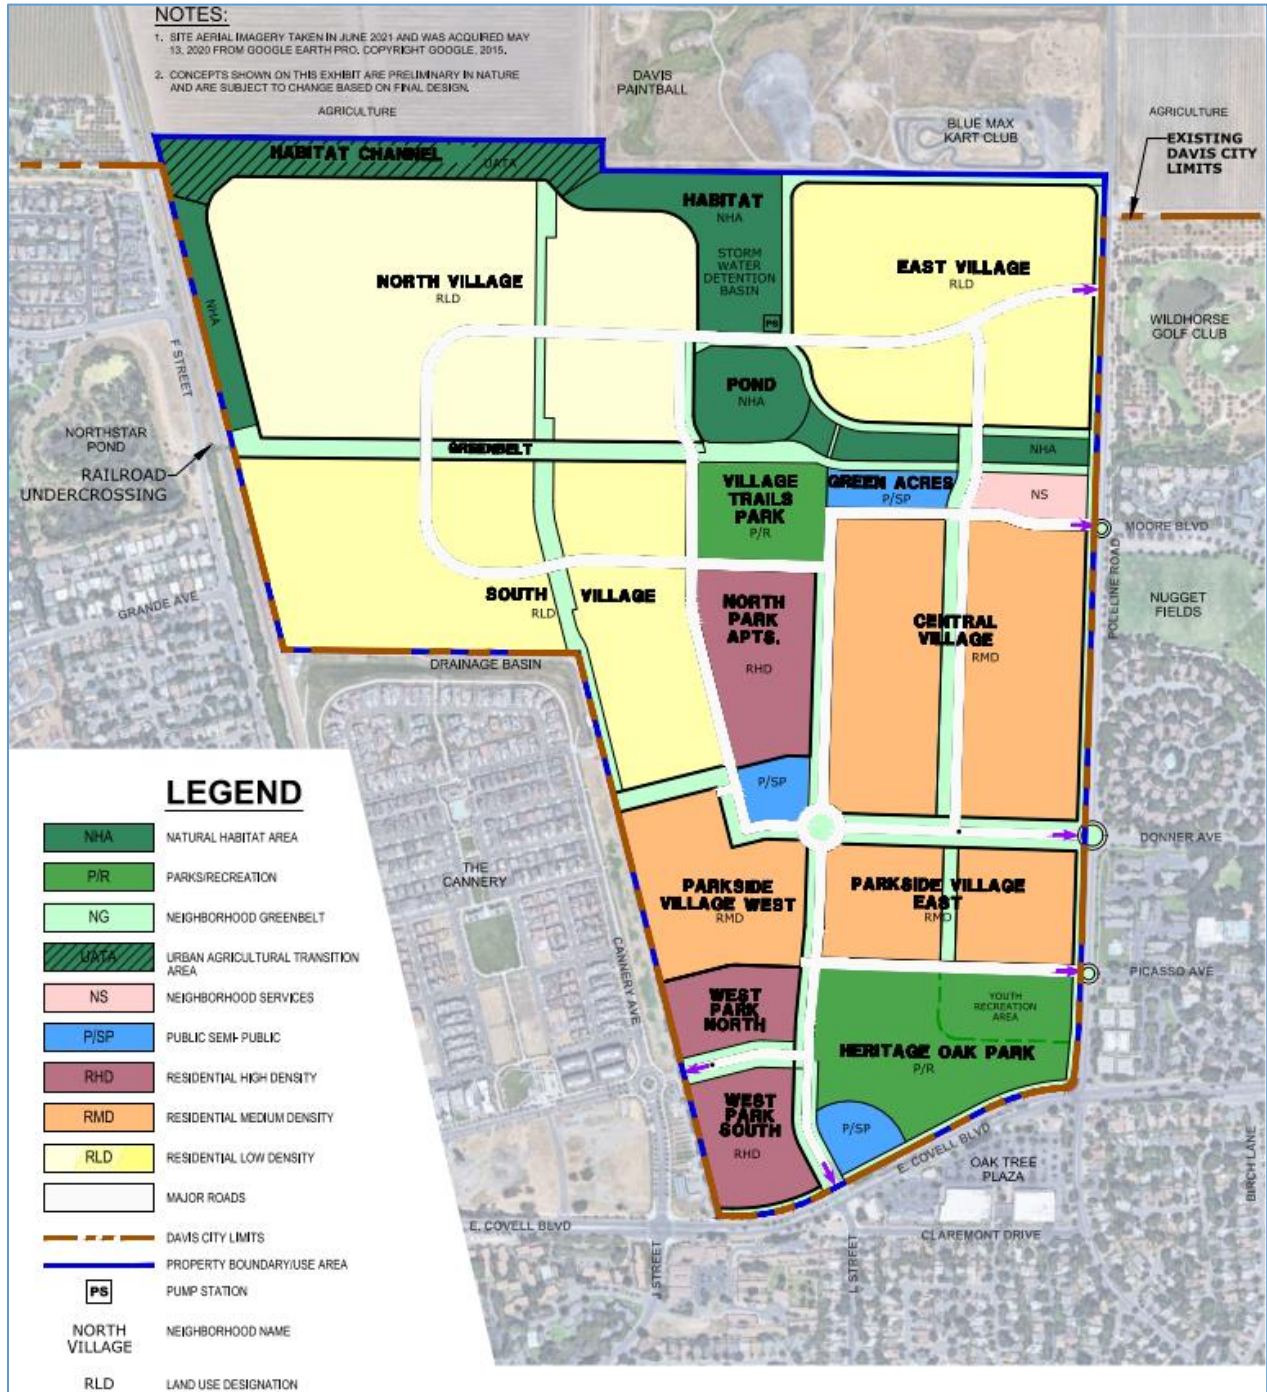 NOTES:
1. SITE AERIAL IMAGERY TAKEN IN JUNE 2021 AND WAS ACQUIRED MAY
13, 2020 FROM GOOGLE EARTH PRO. COPYRIGHT GOOGLE, 2015.
2. CONCEPTS SHOWN ON THIS EXHIBIT ARE PRELIMINARY IN NATURE
AND ARE SUBJECT TO CHANGE BASED ON FINAL DESIGN.
AGRICULTURE
DAVIS
PAINTBALL
BLUE MAX
KART CLUB
AGRICULTURE
EXISTING
DAVIS CITY
LIMITS
HABITAT CHANNEL
UATA
HABITAT
NHA
STORM
WATER
DETENTION
BASIN
PS
NORTH VILLAGE
RLD
EAST VILLAGE
RLD
WILDHORSE
GOLF CLUB
NHA
F STREET
POND
NHA
NORTHSTAR
POND
RAILROAD
UNDERCROSSING
GREENBELT
NHA
VILLAGE
TRAILS
PARK
P/R
GREEN ACRES
P/SP
NS
MOORE BLVD
POLELINE ROAD
GRANDE AVE
SOUTH VILLAGE
RLD
NORTH
PARK
APTS.
RHD
CENTRAL
VILLAGE
RMD
NUGGET
FIELDS
DRAINAGE BASIN
P/SP
DONNER AVE
THE
CANNERY
CANNERY AVE
PARKSIDE
VILLAGE WEST
RMD
PARKSIDE VILLAGE
EAST
RMD
PICASSO AVE
WEST
PARK
NORTH
YOUTH
RECREATION
AREA
HERITAGE OAK PARK
P/R
WEST
PARK
SOUTH
RHD
P/SP
E. COVELL BLVD
OAK TREE
PLAZA
BIRCH LANE
E. COVELL BLVD
CLAREMONT DRIVE
J STREET
L STREET
LEGEND
NHA NATURAL HABITAT AREA
P/R PARKS/RECREATION
NG NEIGHBORHOOD GREENBELT
UATA URBAN AGRICULTURAL TRANSITION
AREA
NS NEIGHBORHOOD SERVICES
P/SP PUBLIC SEMI- PUBLIC
RHD RESIDENTIAL HIGH DENSITY
RMD RESIDENTIAL MEDIUM DENSITY
RLD RESIDENTIAL LOW DENSITY
MAJOR ROADS
DAVIS CITY LIMITS
PROPERTY BOUNDARY/USE AREA
PS PUMP STATION
NORTH
VILLAGE
NEIGHBORHOOD NAME
RLD LAND USE DESIGNATION